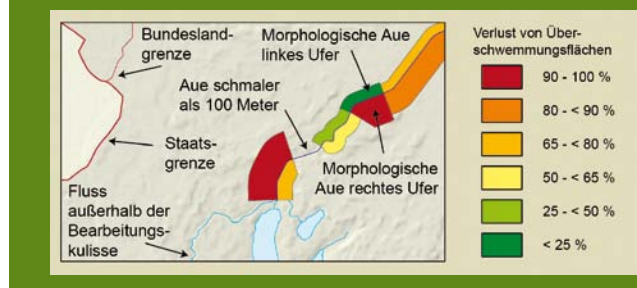 Bundesland-
grenze
Morphologische Aue
linkes Ufer
Aue schmaler
als 100 Meter
Staats-
grenze
Morphologische
Aue rechtes Ufer
Fluss
außerhalb der
Bearbeitungs-
kulisse
Verlust von Über-
schwemmungsflächen
90 - 100 %
80 - < 90 %
65 - < 80 %
50 - < 65 %
25 - < 50 %
< 25 %